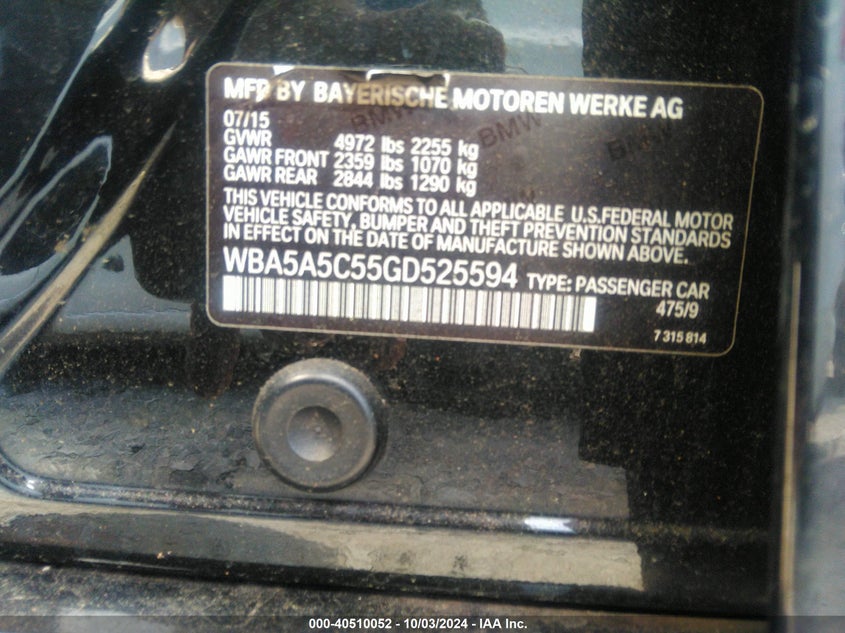 MFD BY BAYERISCHE MOTOREN WERKE AG
07/15
GVWR 4972 lbs 2255 kg
GAWR FRONT 2359 lbs 1070 kg
GAWR REAR 2844 lbs 1290 kg
THIS VEHICLE CONFORMS TO ALL APPLICABLE U.S.FEDERAL MOTOR
VEHICLE SAFETY, BUMPER AND THEFT PREVENTION STANDARDS
IN EFFECT ON THE DATE OF MANUFACTURE SHOWN ABOVE.
WBA5A5C55GD525594 TYPE: PASSENGER CAR
475/9
7 315 814
BMW
BMW
000-40510052 - 10/03/2024 - IAA Inc.